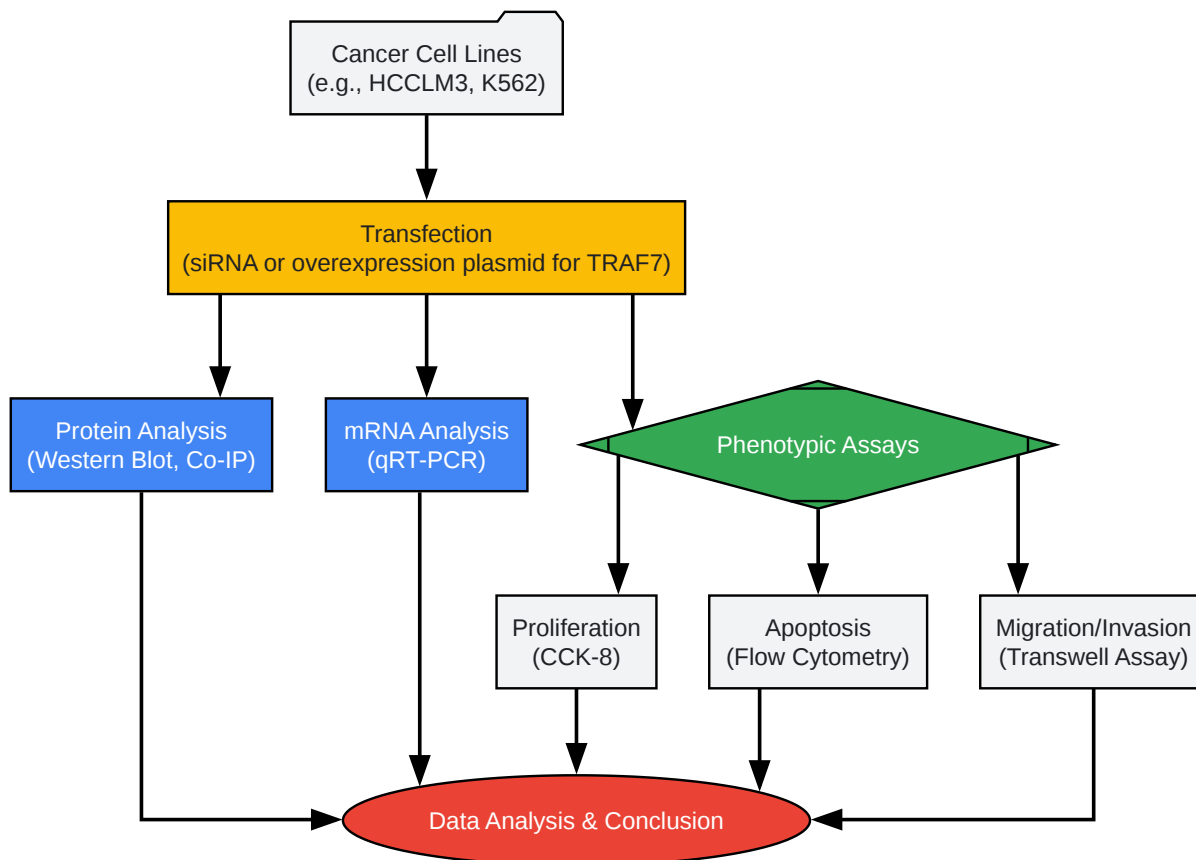 Cancer Cell Lines
(e.g., HCCLM3, K562)
Transfection
(siRNA or overexpression plasmid for TRAF7)
Protein Analysis
(Western Blot, Co-IP)
mRNA Analysis
(qRT-PCR)
Phenotypic Assays
Proliferation
(CCK-8)
Apoptosis
(Flow Cytometry)
Migration/Invasion
(Transwell Assay)
Data Analysis & Conclusion